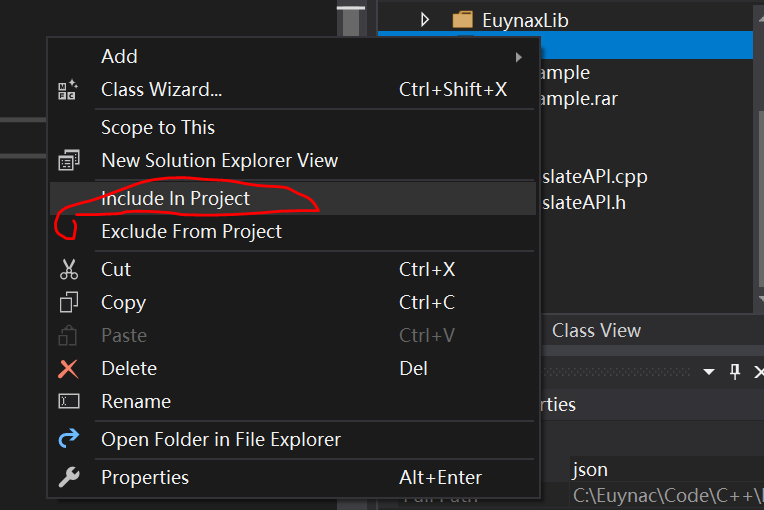 EuynaxLib
Add
ample
Class Wizard... Ctrl+Shift+X
ample.rar
Scope to This
New Solution Explorer View
slateAPI.cpp
Include In Project
slateAPI.h
Exclude From Project
Cut Ctrl+X
Copy Ctrl+C
Paste Ctrl+V
Class View
Delete Del
Rename
rties
Open Folder in File Explorer
Properties Alt+Enter
json
C:\Euynac\Code\C++\